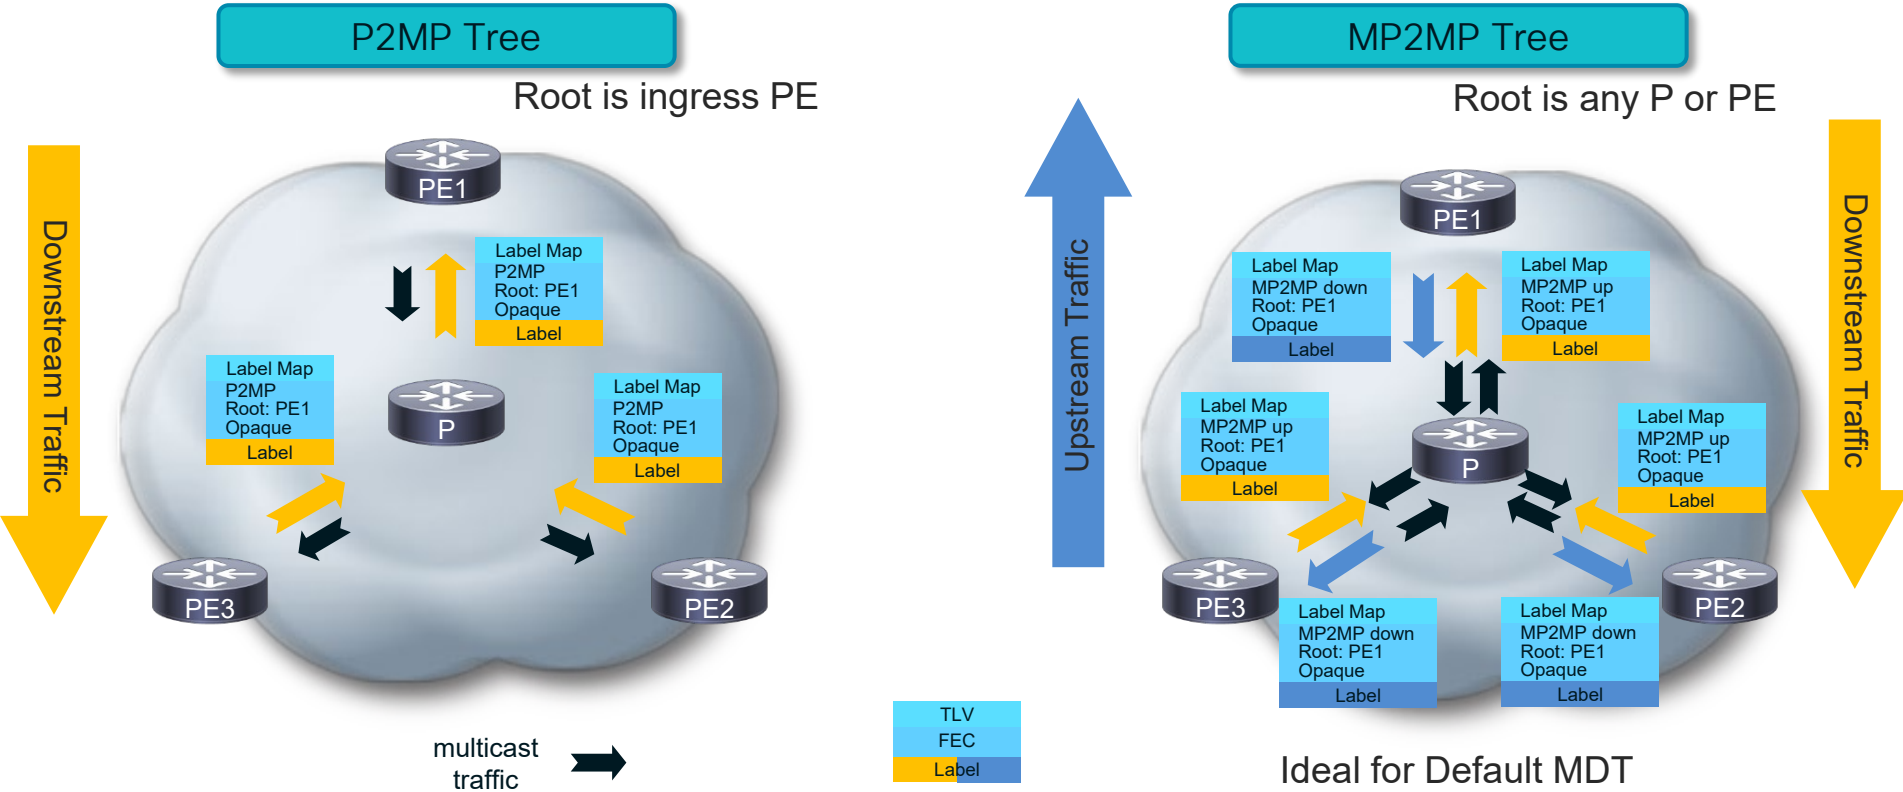 P2MP Tree
Root is ingress PE
Downstream Traffic
PE1
Label Map
P2MP
Root: PE1
Opaque
Label
Label Map
P2MP
Root: PE1
Opaque
Label
P
Label Map
P2MP
Root: PE1
Opaque
Label
PE3
PE2
multicast
traffic
TLV
FEC
Label
MP2MP Tree
Root is any P or PE
Upstream Traffic
Downstream Traffic
PE1
Label Map
MP2MP down
Root: PE1
Opaque
Label
Label Map
MP2MP up
Root: PE1
Opaque
Label
Label Map
MP2MP up
Root: PE1
Opaque
Label
P
Label Map
MP2MP up
Root: PE1
Opaque
Label
PE3
PE2
Label Map
MP2MP down
Root: PE1
Opaque
Label
Label Map
MP2MP down
Root: PE1
Opaque
Label
Ideal for Default MDT